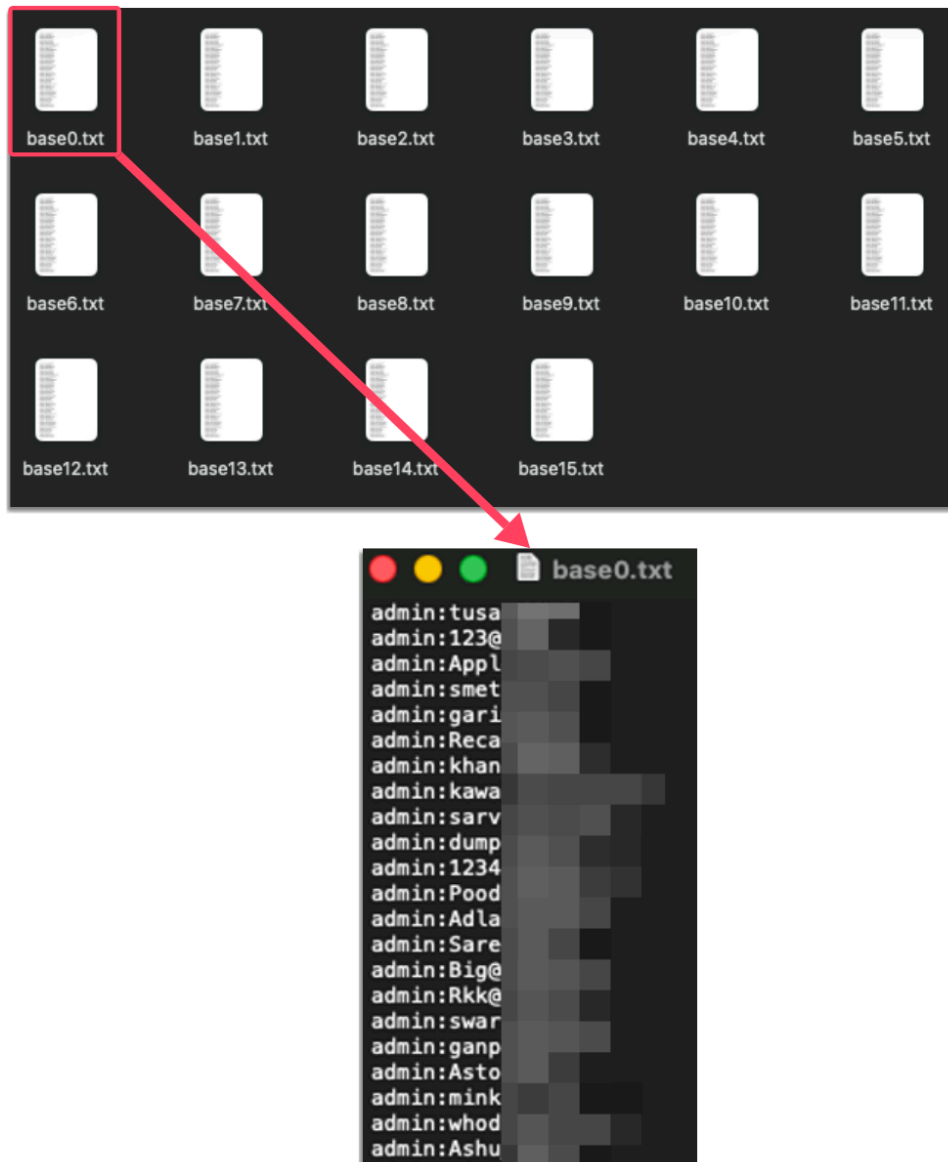 base0.txt base1.txt base2.txt base3.txt base4.txt base5.txt
base6.txt base7.txt base8.txt base9.txt base10.txt base11.txt
base12.txt base13.txt base14.txt base15.txt
base0.txt
admin:tusa
admin:123@
admin:Appl
admin:smet
admin:gari
admin:Reca
admin:khan
admin:kawa
admin:sarv
admin:dump
admin:1234
admin:Pood
admin:Adla
admin:Sare
admin:Big@
admin:Rkk@
admin:swar
admin:ganp
admin:Asto
admin:mink
admin:whod
admin:Ashu